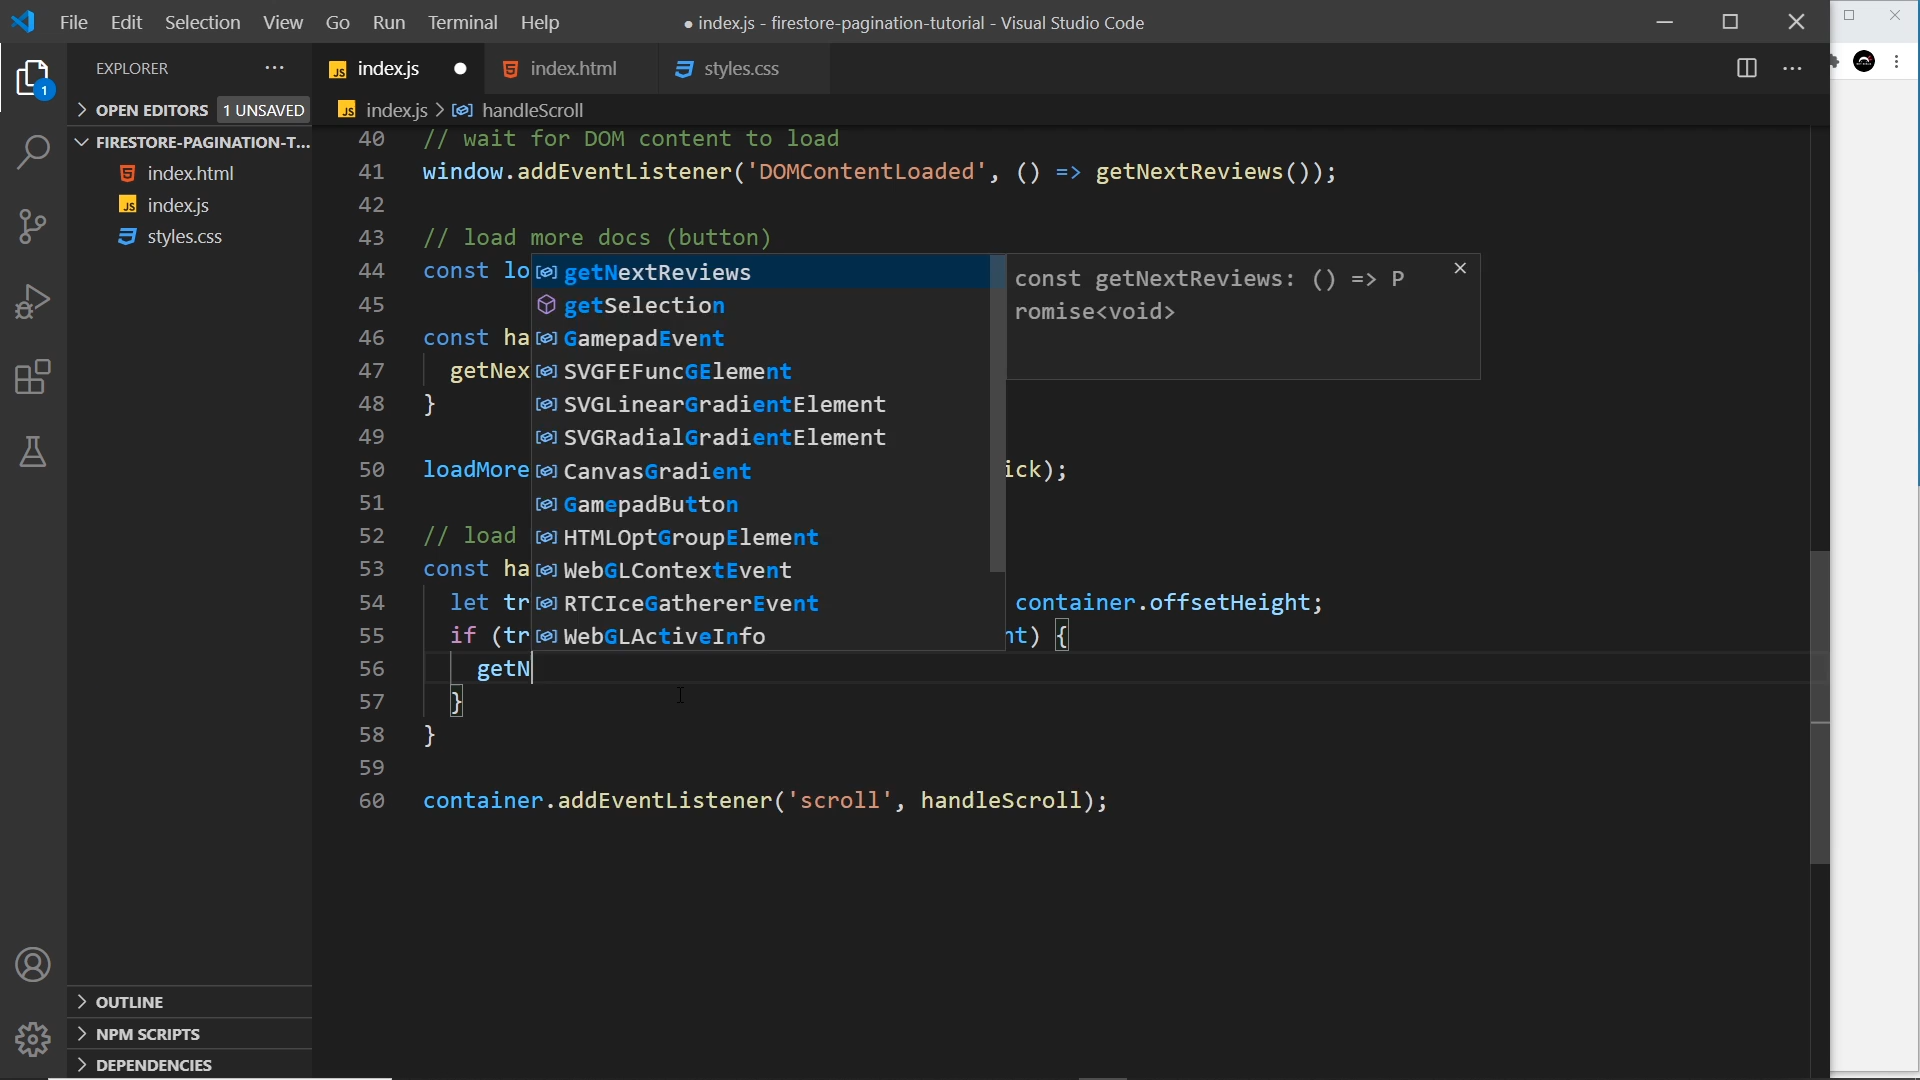 File Edit Selection View Go Run Terminal Help
● index.js - firestore-pagination-tutorial - Visual Studio Code
EXPLORER
OPEN EDITORS 1 UNSAVED
FIRESTORE-PAGINATION-T...
index.html
index.js
styles.css
OUTLINE
NPM SCRIPTS
DEPENDENCIES
1
JS index.js index.html styles.css
JS index.js > handleScroll
40 // wait for DOM content to load
41 window.addEventListener('DOMContentLoaded', () => getNextReviews());
42
43 // load more docs (button)
44 const lo
45
46 const ha
47 getNex
48 }
49
50 loadMore ick);
51
52 // load
53 const ha
54 let tr container.offsetHeight;
55 if (tr nt) {
56 getN
57 }
58 }
59
60 container.addEventListener('scroll', handleScroll);
getNextReviews
getSelection
GamepadEvent
SVGFEFuncGElement
SVGLinearGradientElement
SVGRadialGradientElement
CanvasGradient
GamepadButton
HTMLOptGroupElement
WebGLContextEvent
RTCIceGathererEvent
WebGLActiveInfo
const getNextReviews: () => P
romise<void>